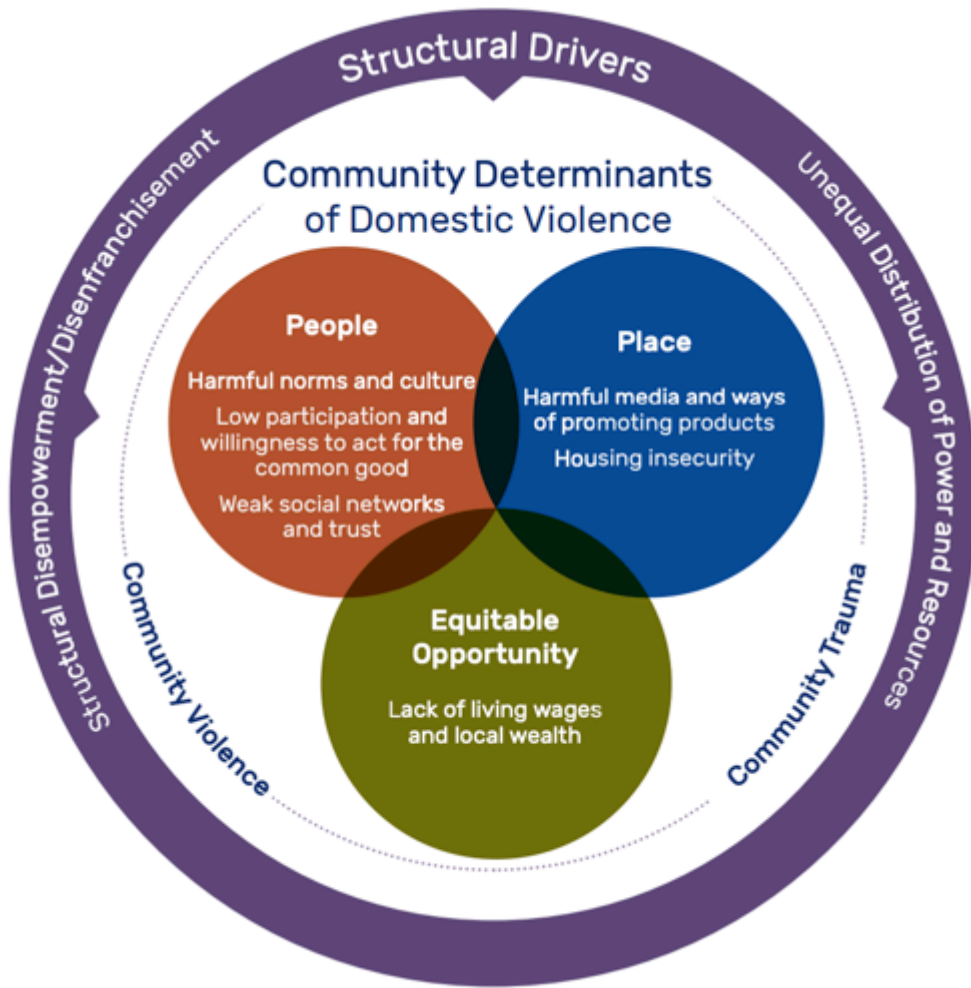 Structural Drivers
Structural Disempowerment/Disenfranchisement
Unequal Distribution of Power and Resources
Community Determinants
of Domestic Violence
People
Harmful norms and culture
Low participation and
willingness to act for the
common good
Weak social networks
and trust
Place
Harmful media and ways
of promoting products
Housing insecurity
Equitable
Opportunity
Lack of living wages
and local wealth
Community Violence
Community Trauma